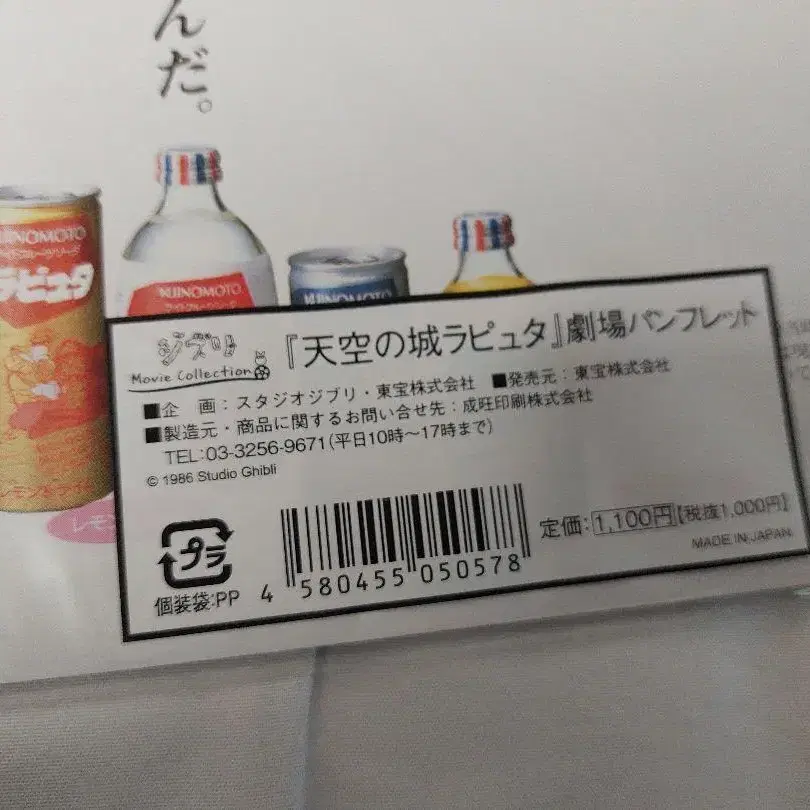 んだ。
AJINOMOTO
ラピュタ
AJINOMOTO
AJINOMOTO
レモン
ジブリ
Movie Collection
『天空の城ラピュタ』劇場パンフレット
■企　画：スタジオジブリ・東宝株式会社　■発売元：東宝株式会社
■製造元・商品に関するお問い合せ先：成旺印刷株式会社
TEL:03-3256-9671(平日10時～17時まで)
© 1986 Studio Ghibli
プラ
個装袋:PP
4 580455 050578
定価：1,100円【税抜1,000円】
MADE IN JAPAN